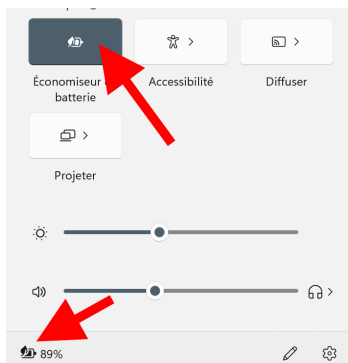 Économiseur
batterie
Accessibilité
Diffuser
Projeter
89%